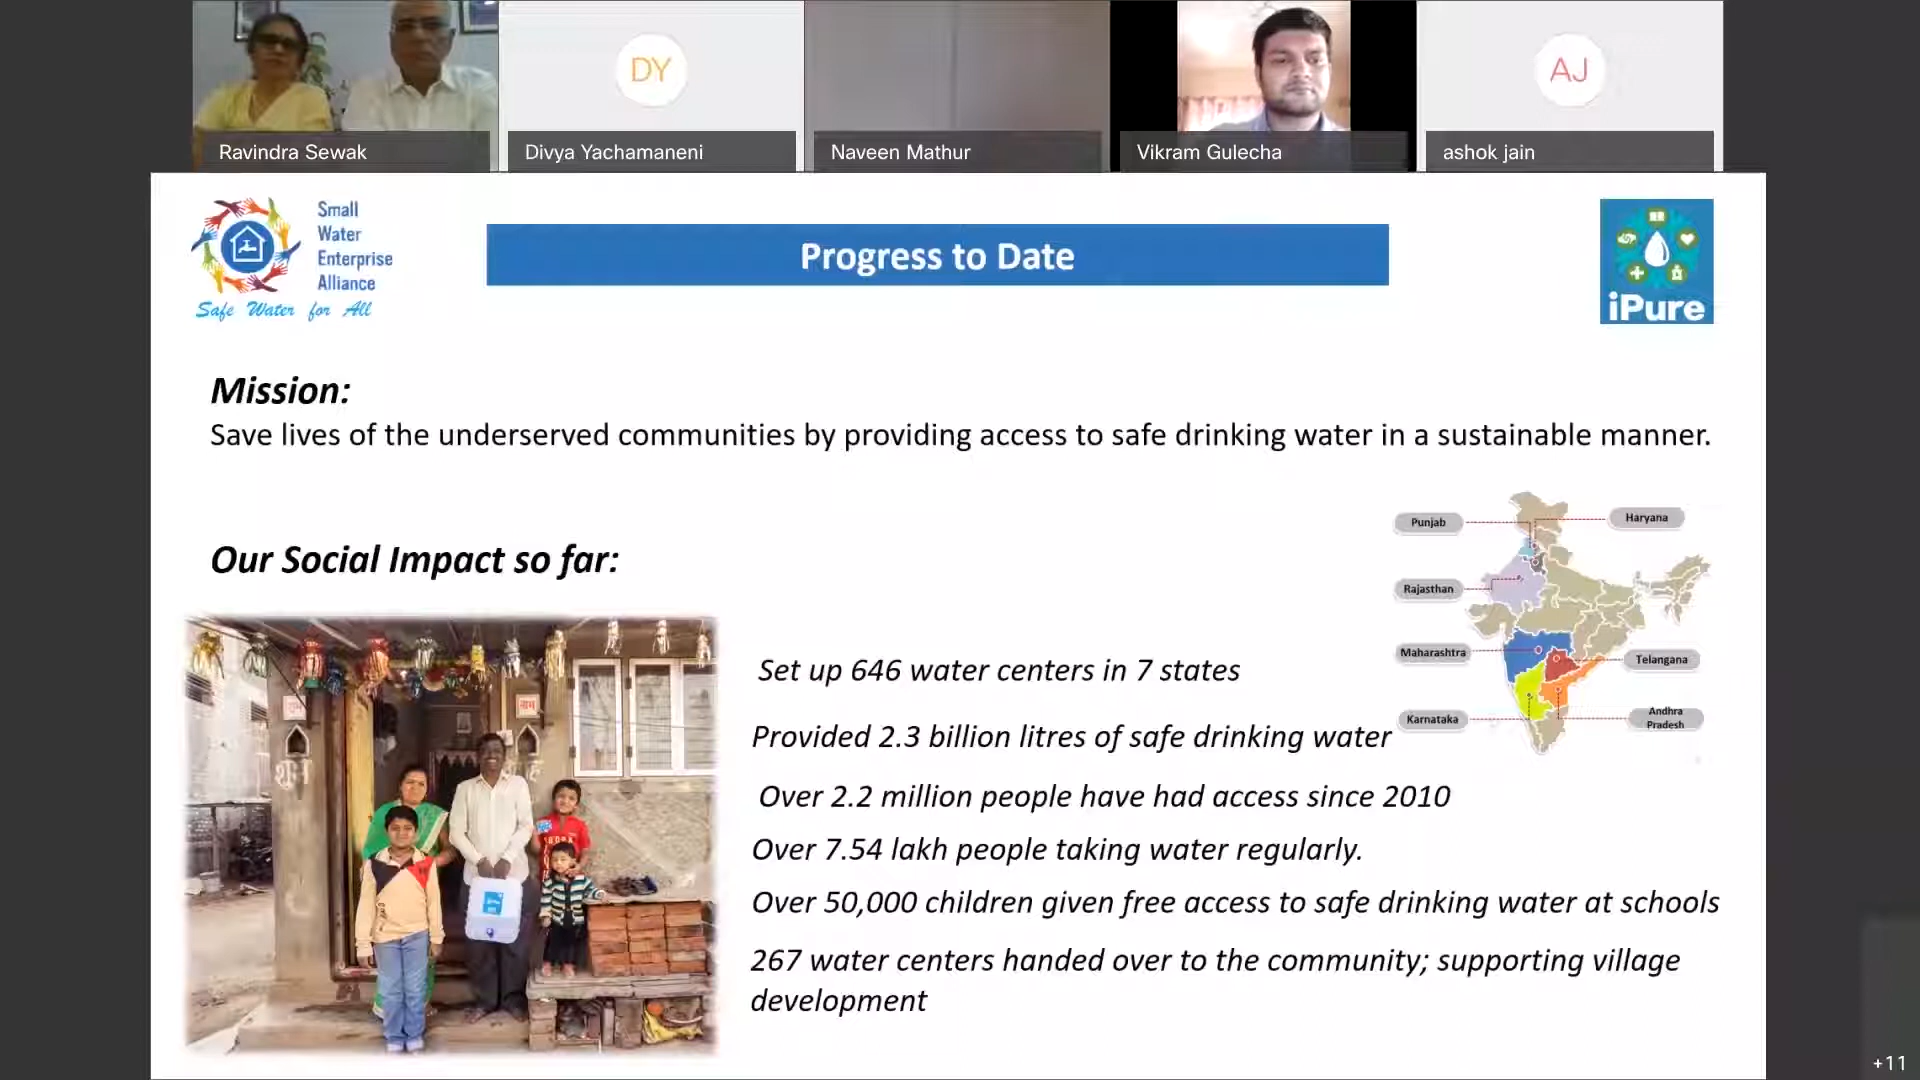 DY
AJ
Ravindra Sewak
Divya Yachamaneni
Naveen Mathur
Vikram Gulecha
ashok jain
Small
Water
Enterprise
Alliance
Safe Water for All
Progress to Date
iPure
Mission:
Save lives of the underserved communities by providing access to safe drinking water in a sustainable manner.
Our Social Impact so far:
Punjab
Haryana
Rajasthan
Maharashtra
Telangana
Karnataka
Andhra
Pradesh
Set up 646 water centers in 7 states
Provided 2.3 billion litres of safe drinking water
Over 2.2 million people have had access since 2010
Over 7.54 lakh people taking water regularly.
Over 50,000 children given free access to safe drinking water at schools
267 water centers handed over to the community; supporting village
development
+11